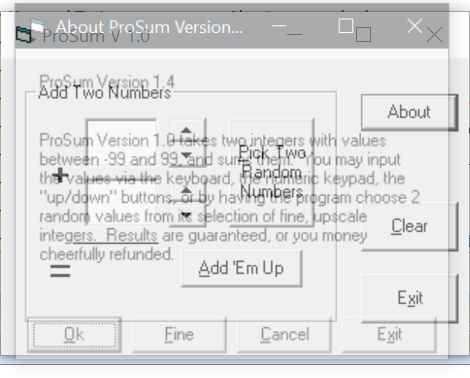 About ProSum Version...
ProSum V 1.0
ProSum Version 1.4
Add Two Numbers
About
ProSum Version 1.0 takes two integers with values
between -99 and 99, and sums them. You may input
the values via the keyboard, the numeric keypad, the
"up/down" buttons, or by having the program choose 2
random values from its selection of fine, upscale
integers. Results are guaranteed, or you money
cheerfully refunded.
+
Pick Two
Random
Numbers
Clear
=
Add 'Em Up
Exit
Ok
Fine
Cancel
Exit